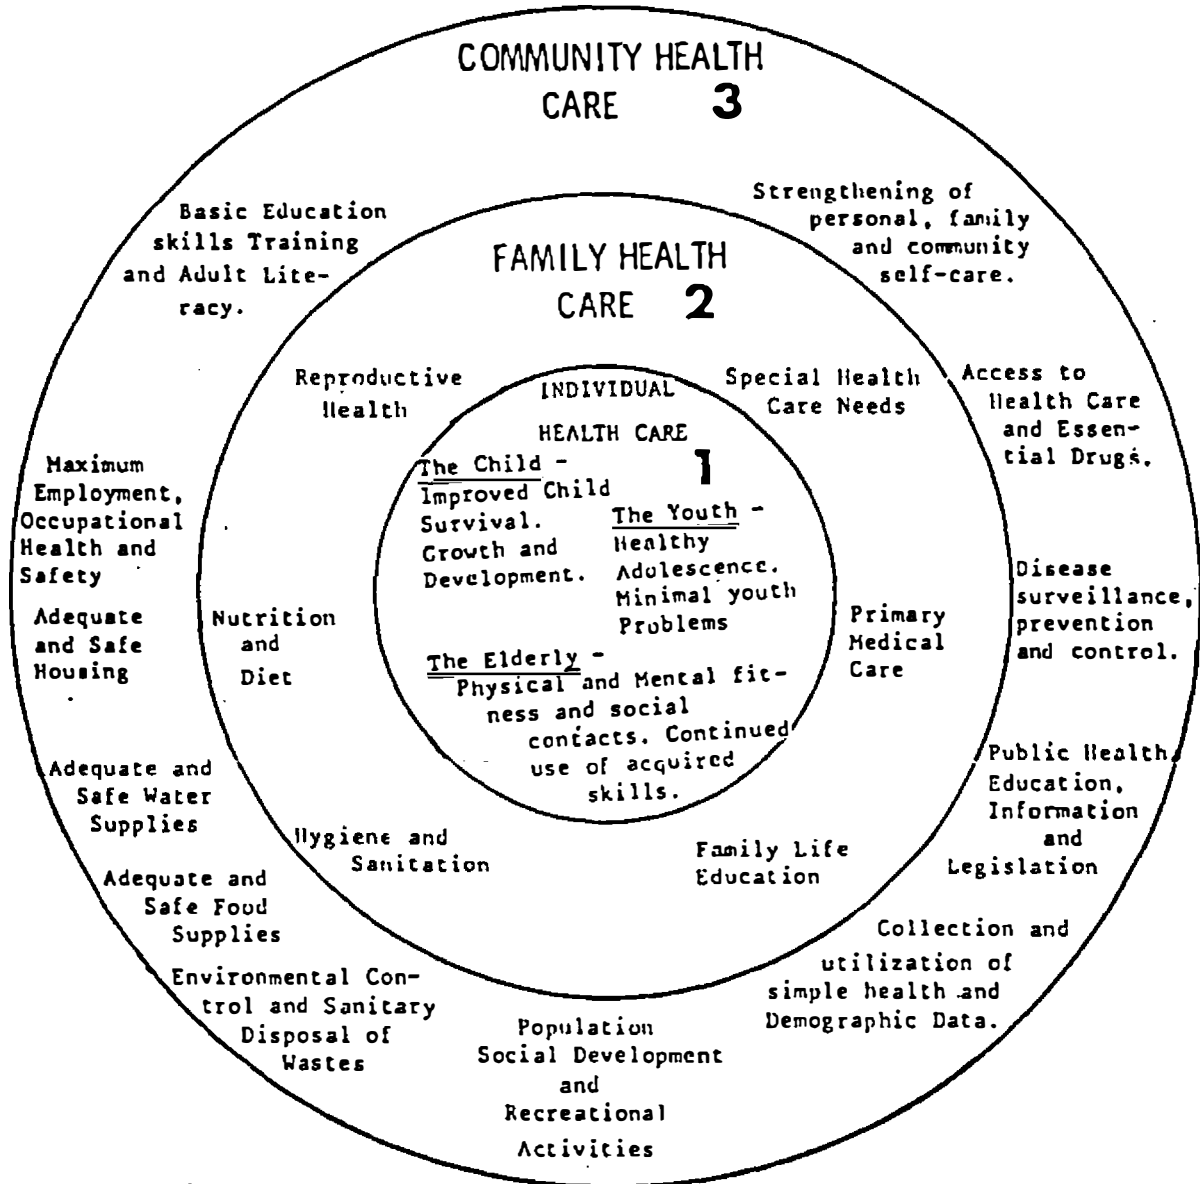 COMMUNITY HEALTH
CARE 3
Basic Education
skills Training
and Adult Lite-
racy.
Strengthening of
personal, family
and community
self-care.
FAMILY HEALTH
CARE 2
Reproductive
Health
Special Health
Care Needs
Access to
Health Care
and Essen-
tial Drugs.
INDIVIDUAL
HEALTH CARE
1
The Child -
Improved Child
Survival.
Growth and
Development.
The Youth -
Healthy
Adolescence.
Minimal youth
Problems
The Elderly -
Physical and Mental fit-
ness and social
contacts. Continued
use of acquired
skills.
Maximum
Employment,
Occupational
Health and
Safety
Adequate
and Safe
Housing
Nutrition
and
Diet
Primary
Medical
Care
Disease
surveillance,
prevention
and control.
Adequate and
Safe Water
Supplies
Public Health
Education,
Information
and
Legislation
Hygiene and
Sanitation
Family Life
Education
Adequate and
Safe Food
Supplies
Collection and
utilization of
simple health and
Demographic Data.
Environmental Con-
trol and Sanitary
Disposal of
Wastes
Population
Social Development
and
Recreational
Activities